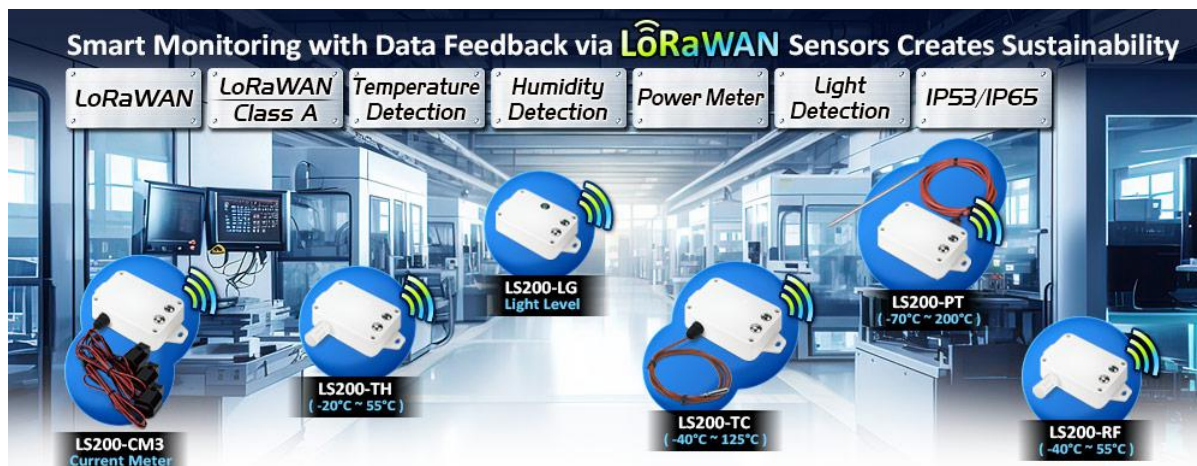 Smart Monitoring with Data Feedback via LoRaWAN Sensors Creates Sustainability
LoRaWAN
LoRaWAN
Class A
Temperature
Detection
Humidity
Detection
Power Meter
Light
Detection
IP53/IP65
LS200-LG
Light Level
LS200-PT
( -70°C ~ 200°C )
LS200-TH
( -20°C ~ 55°C )
LS200-TC
( -40°C ~ 125°C )
LS200-CM3
Current Meter
LS200-RF
( -40°C ~ 55°C )